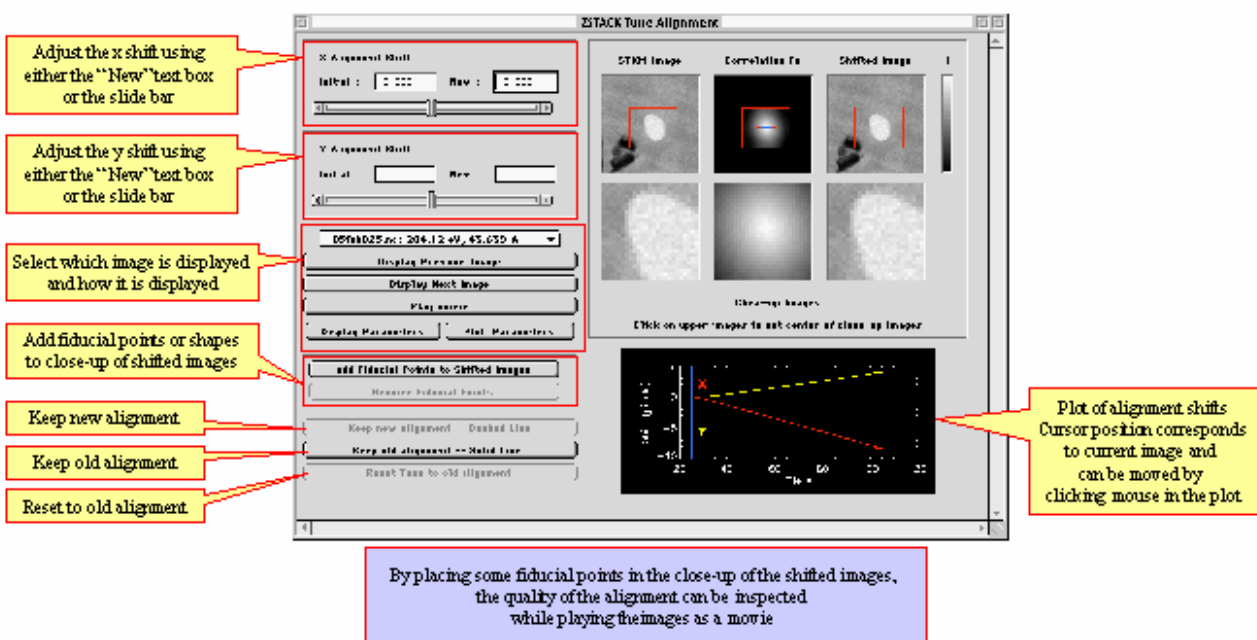 ZSTACK Tune Alignment
Adjust the x shift using
either the "New" text box
or the slide bar
X Alignment Shift
Initial :
New :
Adjust the y shift using
either the "New" text box
or the slide bar
Y Alignment Shift
Initial
New
Select which image is displayed
and how it is displayed
Display Previous Image
Display Next Image
Play movie
Display Parameters
Plot Parameters
Add fiducial points or shapes
to close-up of shifted images
Add Fiducial Points to Shifted Images
Remove Fiducial Points
Keep new alignment
Keep new alignment Dashed Line
Keep old alignment
Keep old alignment -- Solid Line
Reset to old alignment
Reset Tune to old alignment
STXM Image
Correlation Fn
Shifted Image
Close-up Images
Click on upper images to set center of close-up images
X
Y
20
40
60
80
Plot of alignment shifts
Cursor position corresponds
to current image and
can be moved by
clicking mouse in the plot
By placing some fiducial points in the close-up of the shifted images,
the quality of the alignment can be inspected
while playing the images as a movie